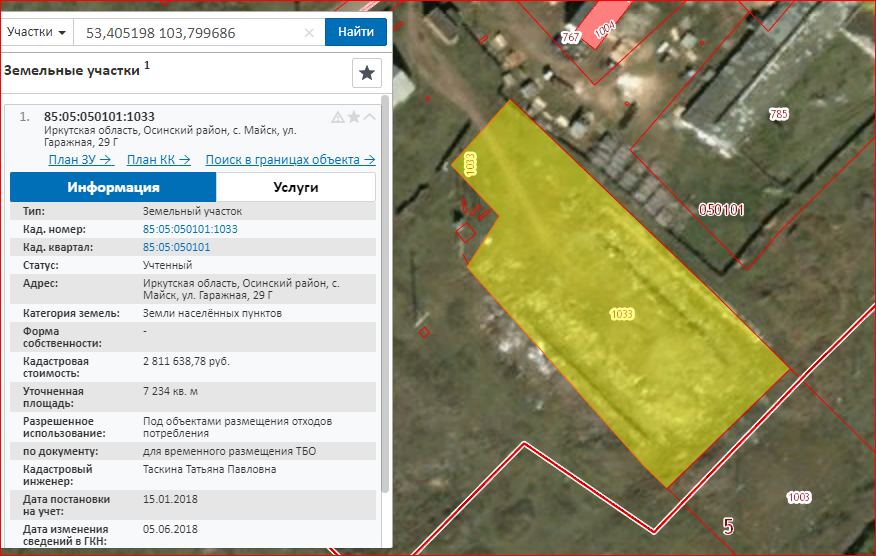 Участки
53,405198 103,799686
×
Найти
Земельные участки 1
1.
85:05:050101:1033
Иркутская область, Осинский район, с. Майск, ул.
Гаражная, 29 Г
План ЗУ → План КК → Поиск в границах объекта →
Информация
Услуги
Тип: Земельный участок
Кад. номер: 85:05:050101:1033
Кад. квартал: 85:05:050101
Статус: Учтенный
Адрес: Иркутская область, Осинский район, с.
Майск, ул. Гаражная, 29 Г
Категория земель: Земли населённых пунктов
Форма -
собственности:
Кадастровая 2 811 638,78 руб.
стоимость:
Уточненная 7 234 кв. м
площадь:
Разрешенное Под объектами размещения отходов
использование: потребления
по документу: для временного размещения ТБО
Кадастровый Таскина Татьяна Павловна
инженер:
Дата постановки 15.01.2018
на учет:
Дата изменения 05.06.2018
сведений в ГКН:
767
1004
785
1033
050101
1033
1003
5